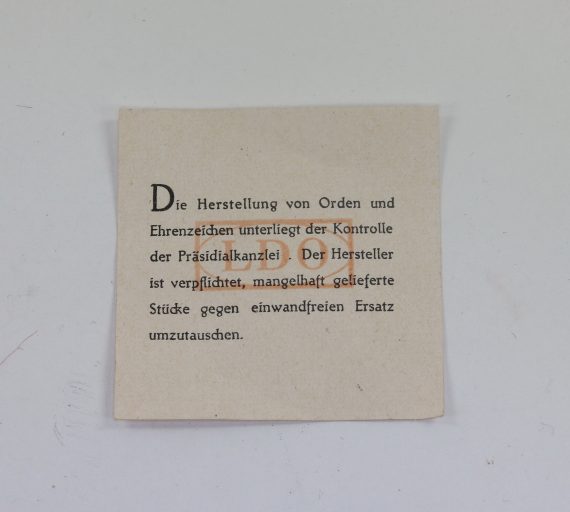 Die Herstellung von Orden und
Ehrenzeichen unterliegt der Kontrolle
der Präsidialkanzlei . Der Hersteller
LDO
ist verpflichtet, mangelhaft gelieferte
Stücke gegen einwandfreien Ersatz
umzutauschen.